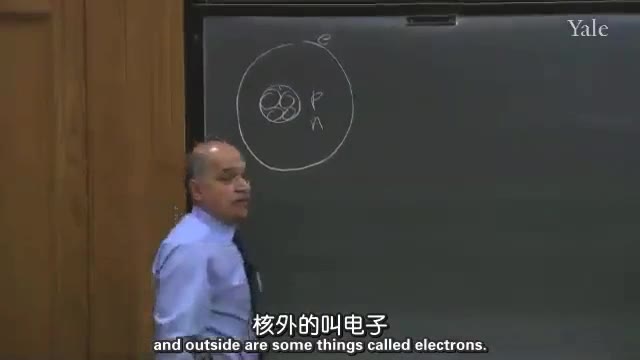 Yale
e
P
n
核外的叫电子
and outside are some things called electrons.